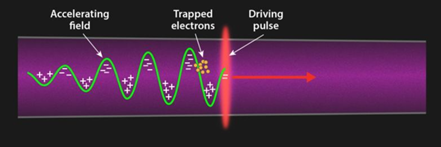 Accelerating
field
Trapped
electrons
Driving
pulse